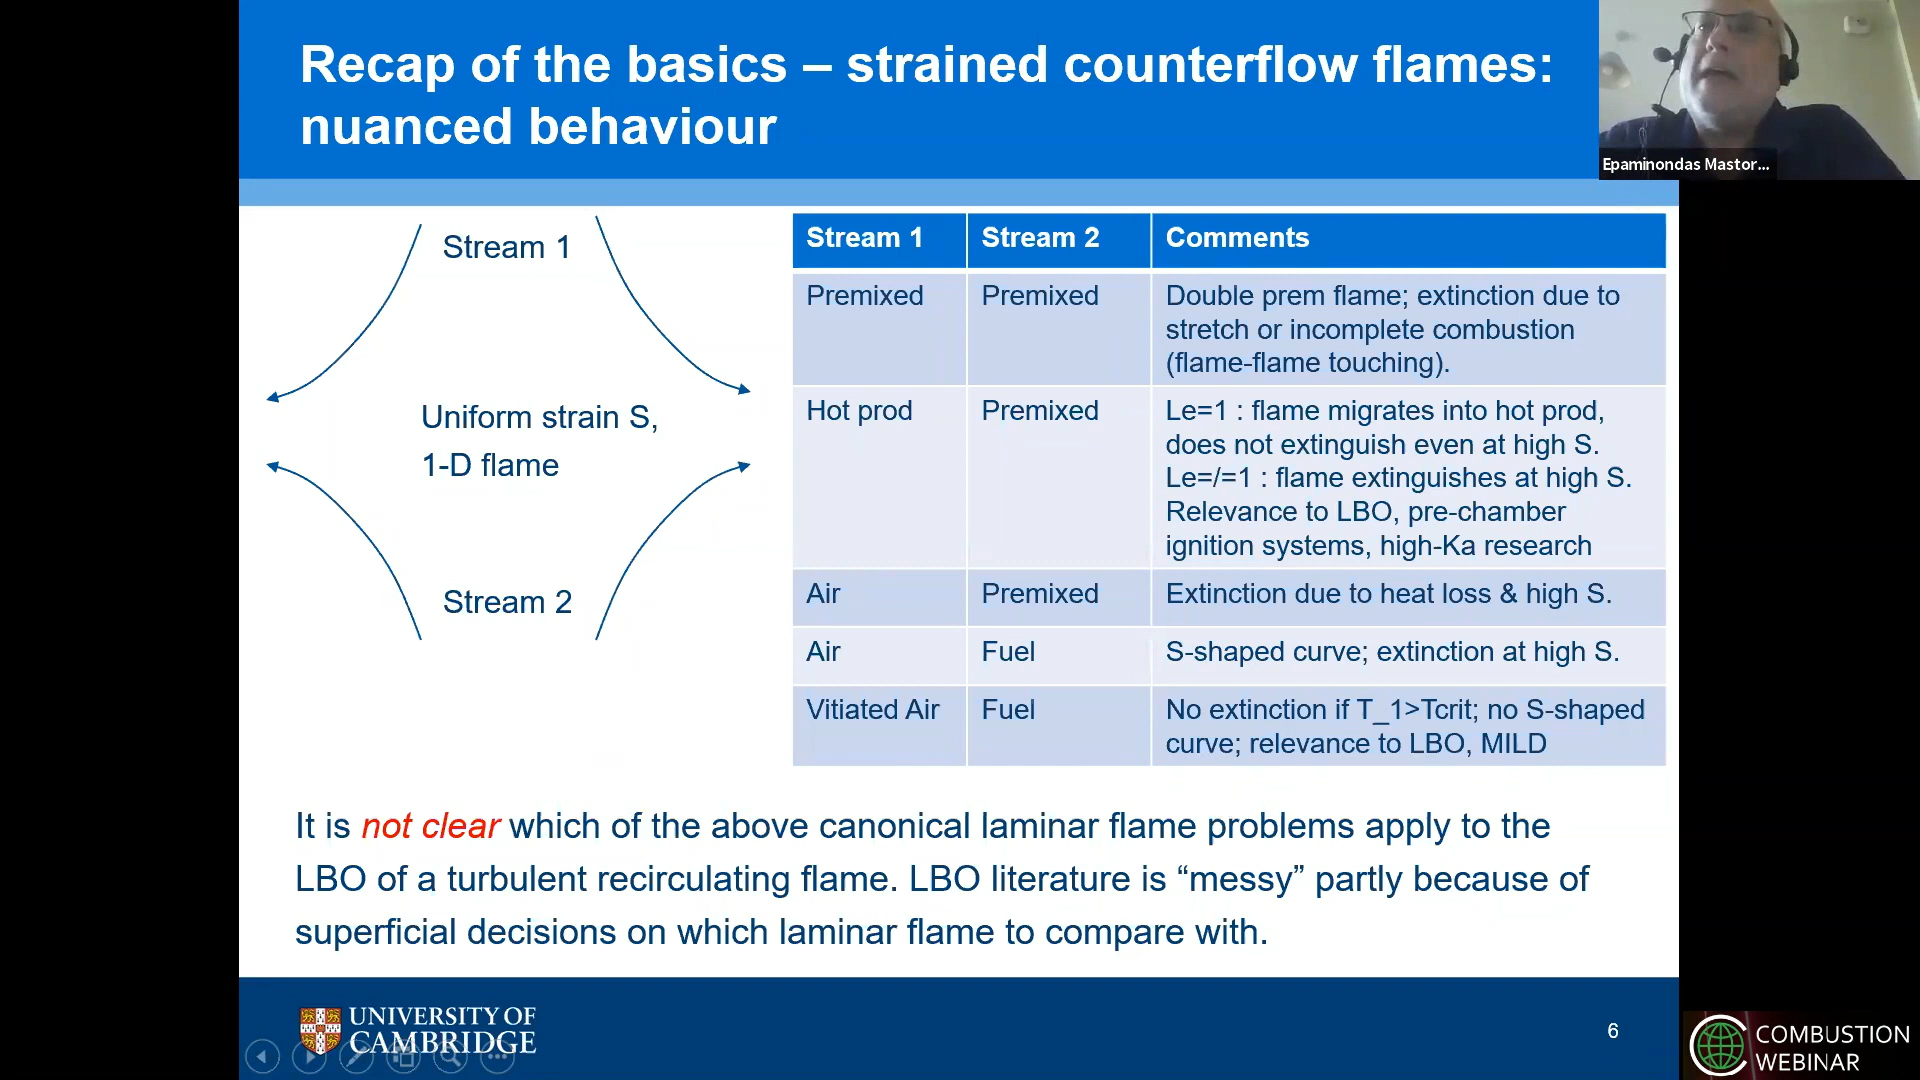 Recap of the basics – strained counterflow flames:
nuanced behaviour
Epaminondas Mastor...
Stream 1
Uniform strain S,
1-D flame
Stream 2
Stream 1 Stream 2 Comments
Premixed Premixed Double prem flame; extinction due to
stretch or incomplete combustion
(flame-flame touching).
Hot prod Premixed Le=1 : flame migrates into hot prod,
does not extinguish even at high S.
Le=/=1 : flame extinguishes at high S.
Relevance to LBO, pre-chamber
ignition systems, high-Ka research
Air Premixed Extinction due to heat loss & high S.
Air Fuel S-shaped curve; extinction at high S.
Vitiated Air Fuel No extinction if T_1>Tcrit; no S-shaped
curve; relevance to LBO, MILD
It is not clear which of the above canonical laminar flame problems apply to the
LBO of a turbulent recirculating flame. LBO literature is “messy” partly because of
superficial decisions on which laminar flame to compare with.
UNIVERSITY OF
CAMBRIDGE
6
COMBUSTION
WEBINAR